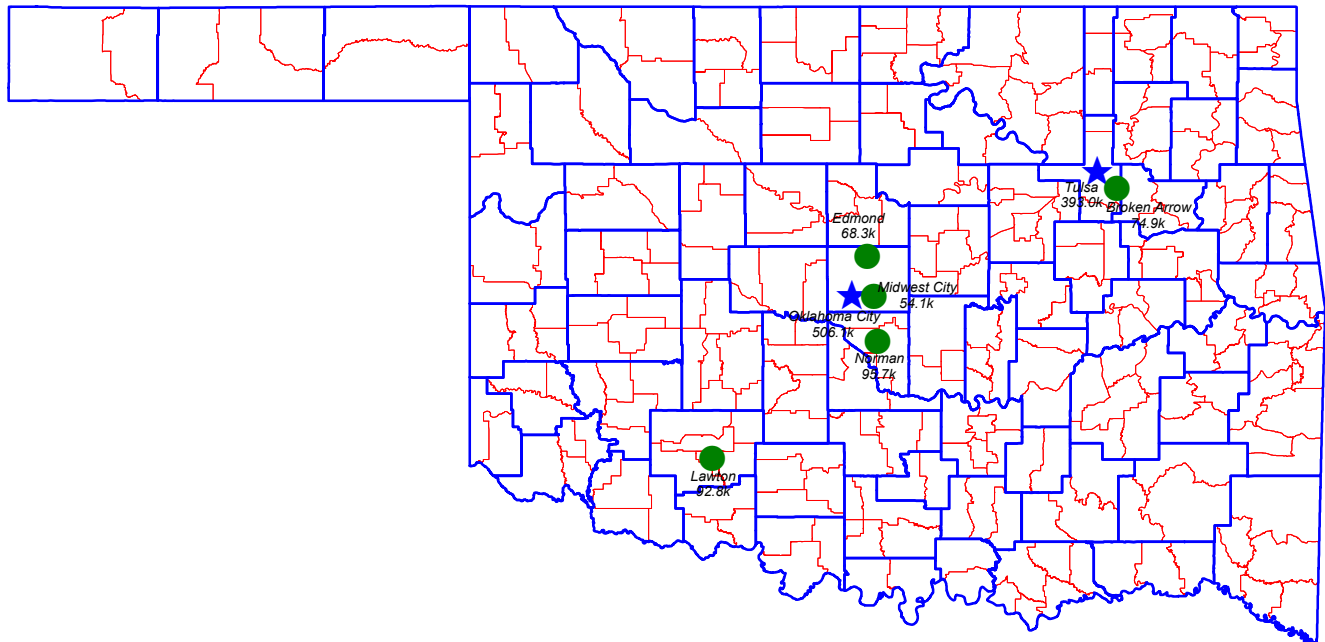 Tulsa
393.0k
Broken Arrow
74.9k
Edmond
68.3k
Midwest City
54.1k
Oklahoma City
506.1k
Norman
95.7k
Lawton
92.8k